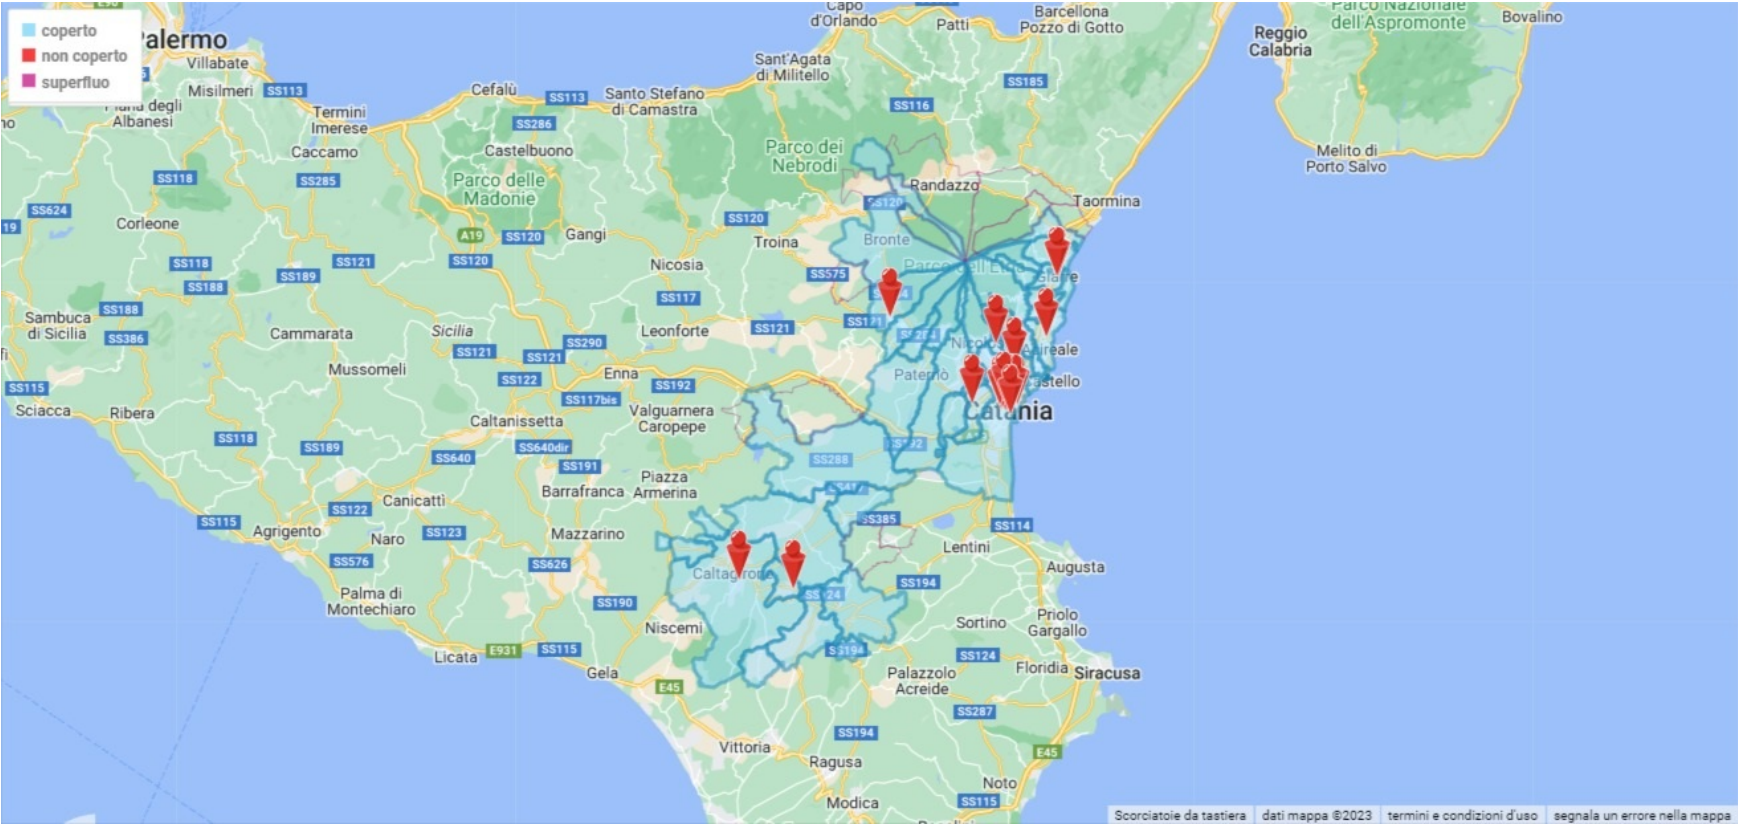 coperto
non coperto
superfluo
E90
Palermo
Villabate
Misilmeri
SS113
Albanesi
Termini
Imerese
Caccamo
SS285
SS118
SS624
Corleone
Cefalù
SS113
SS286
Castelbuono
Parco delle
Madonie
Santo Stefano
di Camastra
Sant'Agata
di Militello
Capo
d'Orlando
Patti
Barcellona
Pozzo di Gotto
SS185
SS116
Parco dei
Nebrodi
Randazzo
SS120
Taormina
Reggio
Calabria
Parco Nazionale
dell'Aspromonte
Bovalino
Melito di
Porto Salvo
19
A19
SS120
Gangi
SS120
SS120
Troina
Bronte
Nicosia
SS575
SS118
SS188
SS189
SS121
SS117
SS188
SS386
Sambuca
di Sicilia
Cammarata
Sicilia
SS121
SS121
SS290
Leonforte
SS121
SS121
Mussomeli
SS122
Enna
SS192
SS117bis
Paternò
Catania
SS115
Sciacca
Ribera
Caltanissetta
Valguarnera
Caropepe
SS118
SS189
SS640
SS640dir
SS191
SS192
SS288
SS417
Piazza
Armerina
Barrafranca
Canicattì
SS122
SS115
Agrigento
Naro
SS123
Mazzarino
SS385
SS114
Lentini
Augusta
SS576
SS626
Caltagirone
SS194
SS190
Palma di
Montechiaro
Niscemi
Sortino
Priolo
Gargallo
Licata
E931
SS115
SS194
SS124
Floridia
Siracusa
Gela
E45
Palazzolo
Acreide
SS287
SS194
Vittoria
E45
Ragusa
Noto
SS115
Modica
Scorciatoie da tastiera
dati mappa ©2023
termini e condizioni d'uso
segnala un errore nella mappa